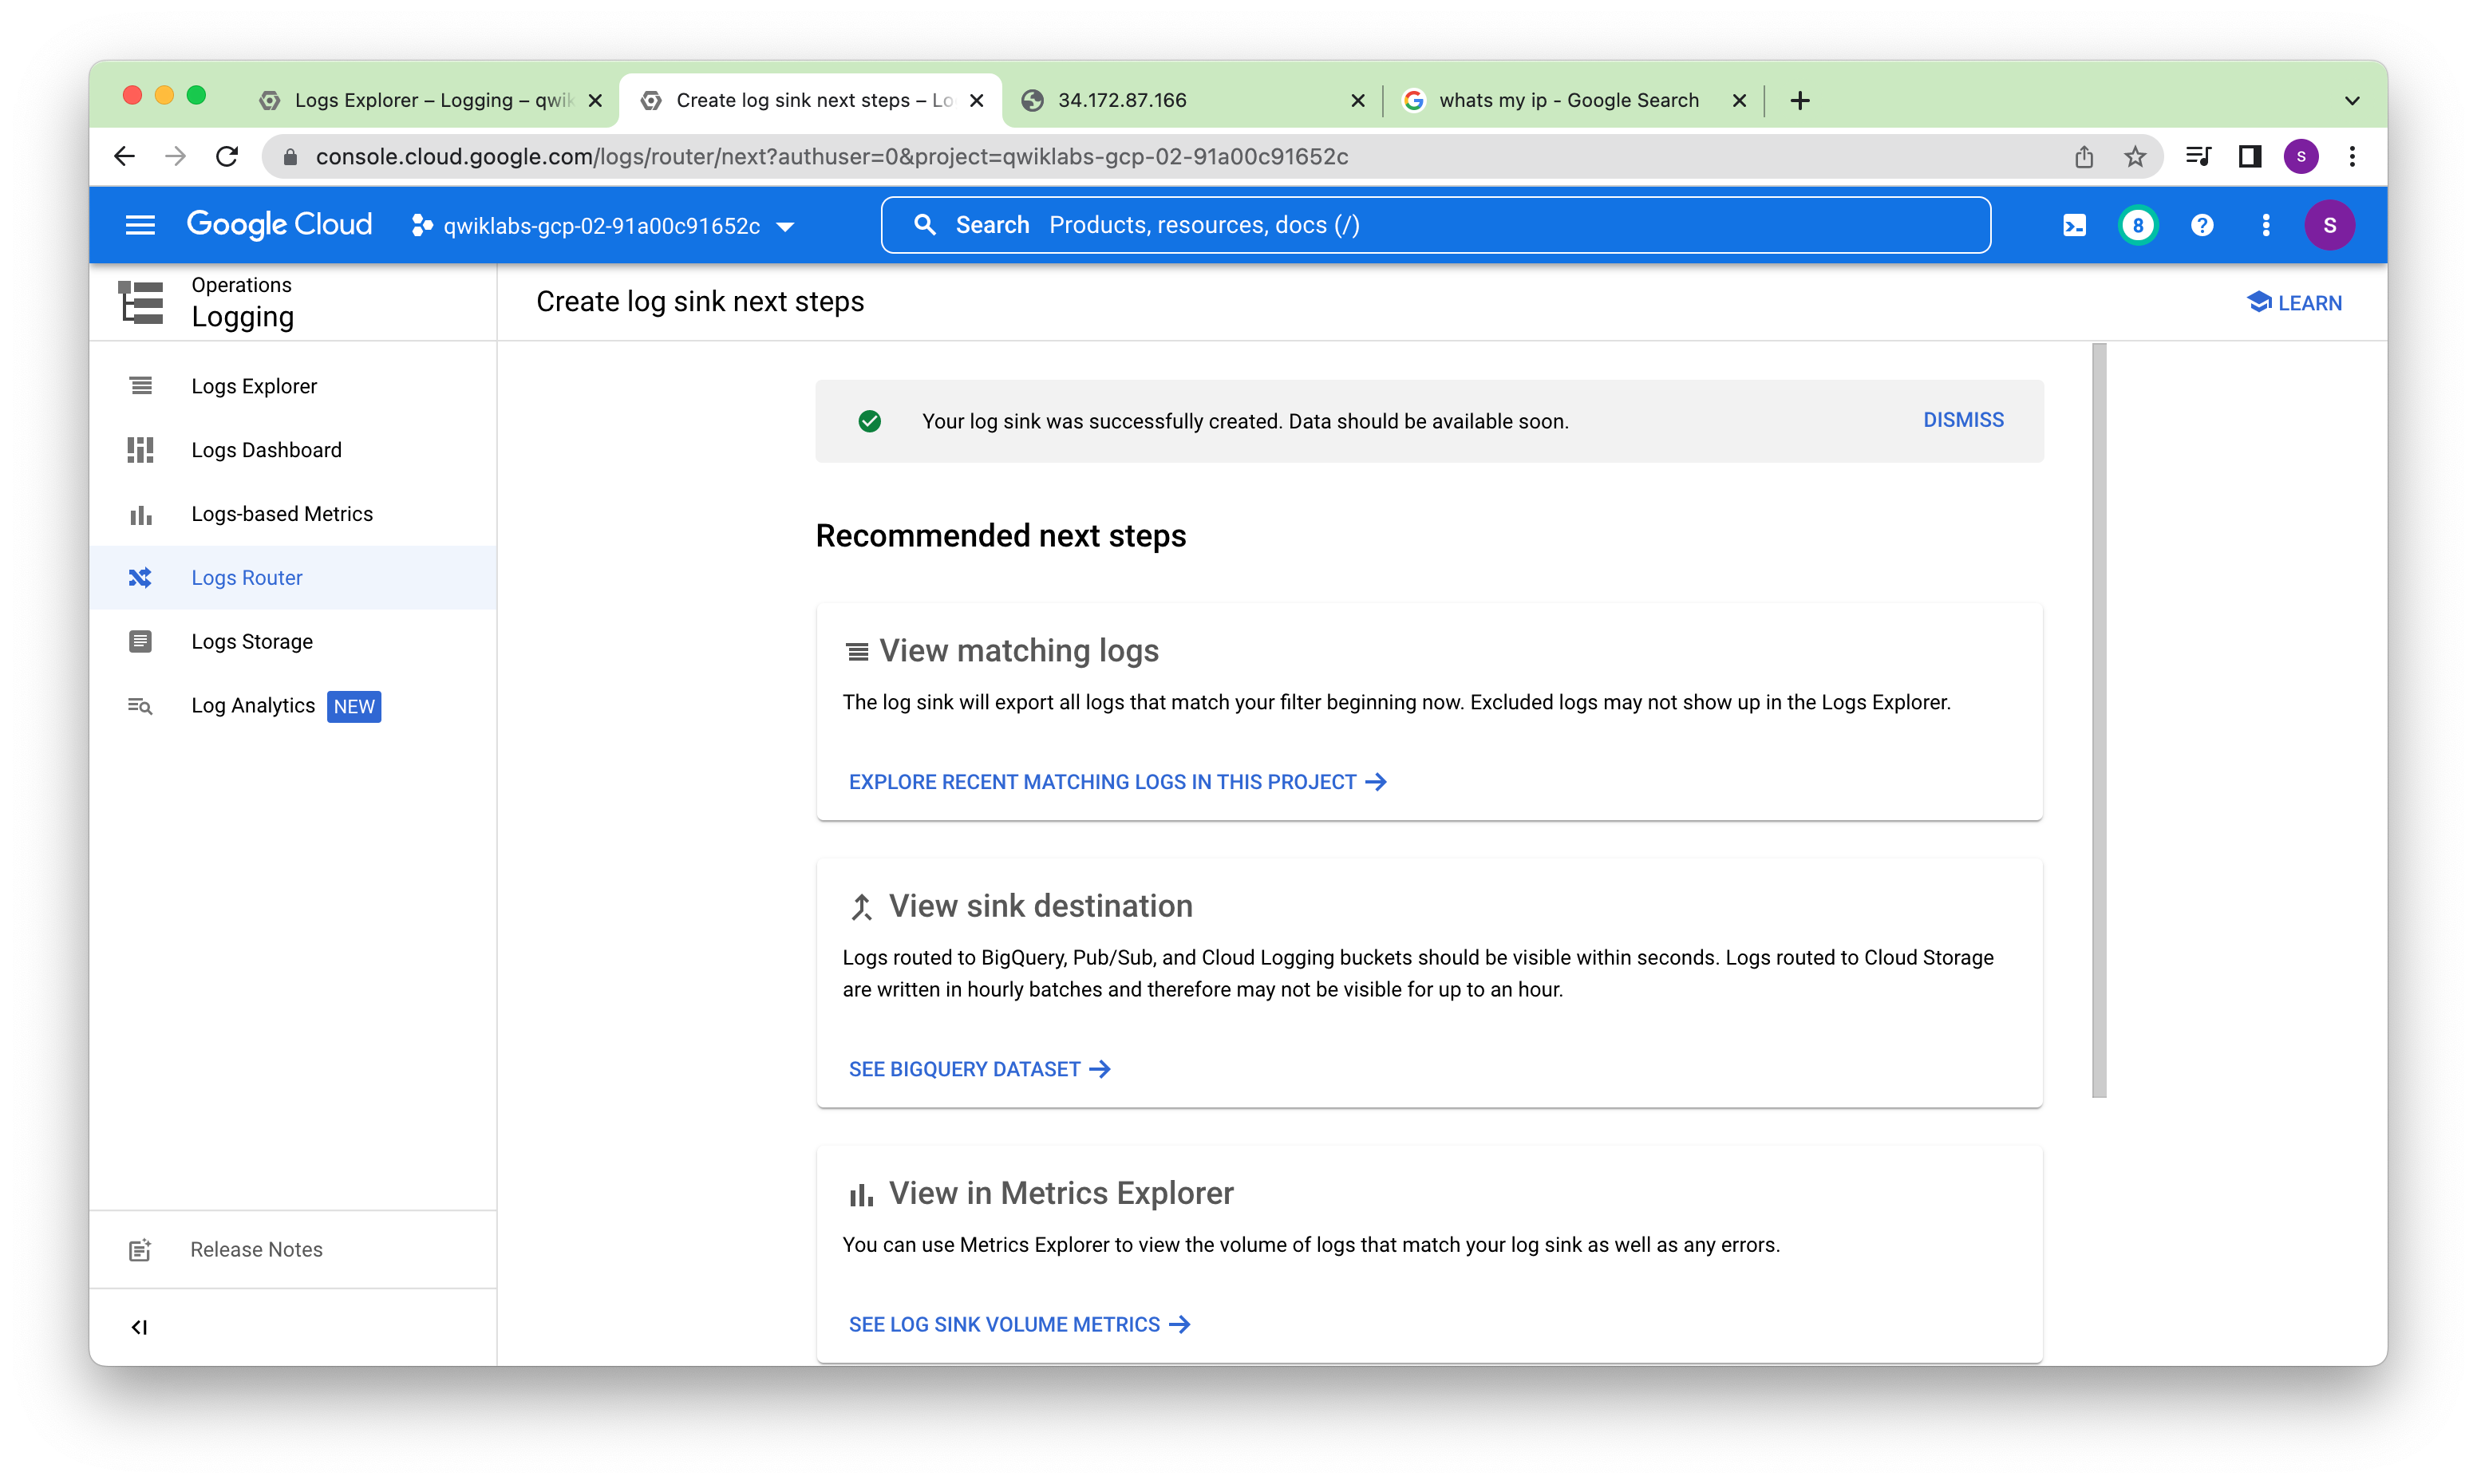 Logs Explorer – Logging – qwik
Create log sink next steps – Lo
34.172.87.166
whats my ip - Google Search
console.cloud.google.com/logs/router/next?authuser=0&project=qwiklabs-gcp-02-91a00c91652c
S
Google Cloud
qwiklabs-gcp-02-91a00c91652c
Search Products, resources, docs (/)
8
S
Operations
Logging
Create log sink next steps
LEARN
Logs Explorer
Logs Dashboard
Logs-based Metrics
Logs Router
Logs Storage
Log Analytics NEW
Release Notes
Your log sink was successfully created. Data should be available soon.
DISMISS
Recommended next steps
View matching logs
The log sink will export all logs that match your filter beginning now. Excluded logs may not show up in the Logs Explorer.
EXPLORE RECENT MATCHING LOGS IN THIS PROJECT
View sink destination
Logs routed to BigQuery, Pub/Sub, and Cloud Logging buckets should be visible within seconds. Logs routed to Cloud Storage
are written in hourly batches and therefore may not be visible for up to an hour.
SEE BIGQUERY DATASET
View in Metrics Explorer
You can use Metrics Explorer to view the volume of logs that match your log sink as well as any errors.
SEE LOG SINK VOLUME METRICS